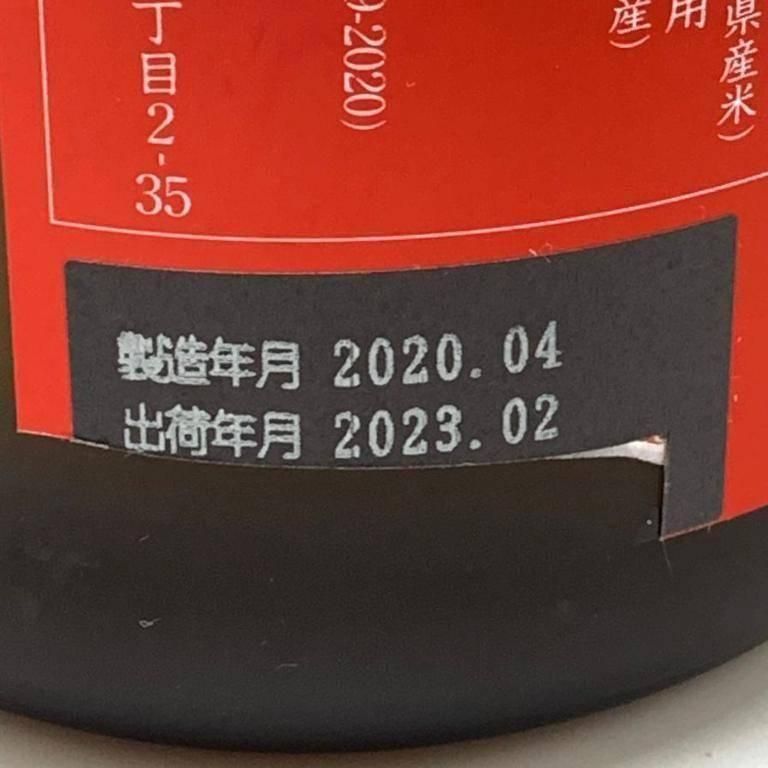 県産米）
用
産）
9-2020)
丁目2-35
製造年月 2020.04
出荷年月 2023.02